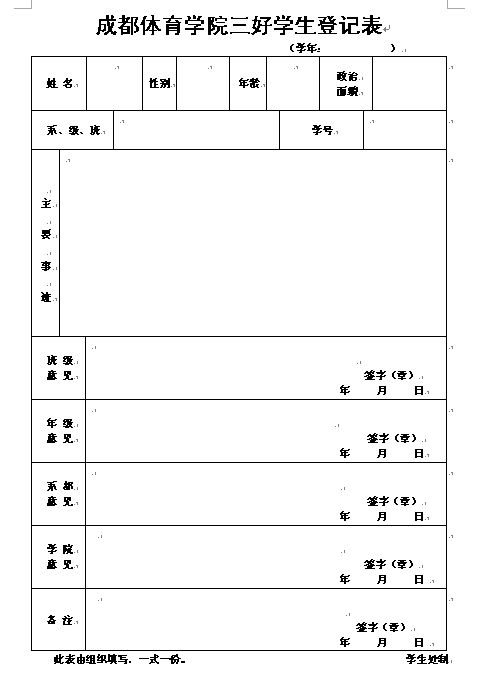 成都体育学院三好学生登记表
（学年： ）
姓 名 性别 年龄 政治
面貌
系、级、班 学号
主
要
事
迹
班 级
意 见
签字（章）
年 月 日
年 级
意 见
签字（章）
年 月 日
系 部
意 见
签字（章）
年 月 日
学 院
意 见
签字（章）
年 月 日
备 注
签字（章）
年 月 日
此表由组织填写，一式一份。 学生处制